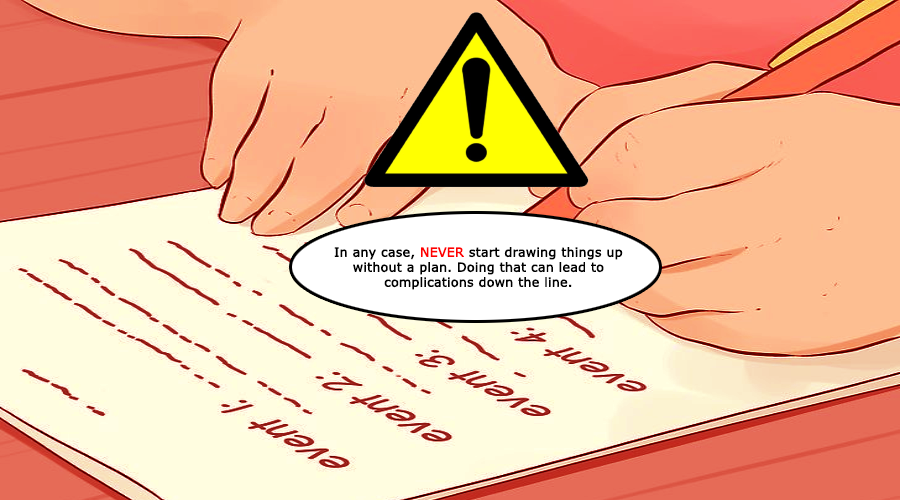 In any case, NEVER start drawing things up
without a plan. Doing that can lead to
complications down the line.
event 1:
event 2:
event 3:
event 4: